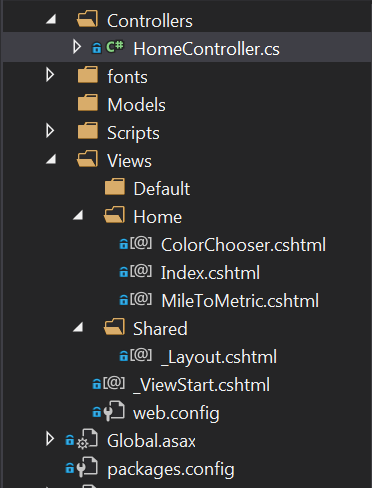 Controllers
C# HomeController.cs
fonts
Models
Scripts
Views
Default
Home
[@] ColorChooser.cshtml
[@] Index.cshtml
[@] MileToMetric.cshtml
Shared
[@] _Layout.cshtml
[@] _ViewStart.cshtml
web.config
Global.asax
packages.config